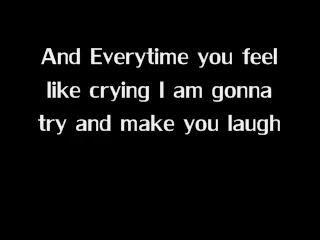 And Everytime you feel
like crying I am gonna
try and make you laugh